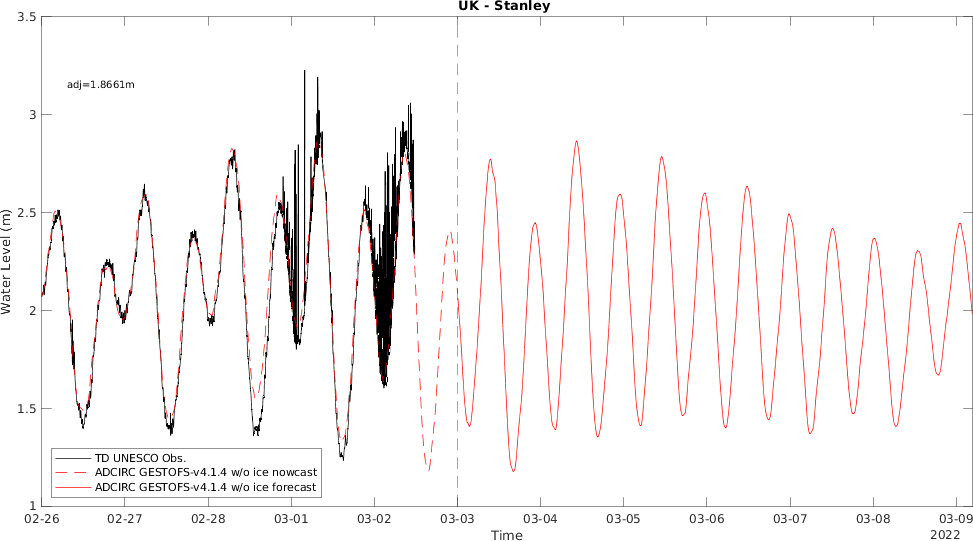 UK - Stanley
3.5
3
2.5
2
1.5
1
Water Level (m)
adj=1.8661m
TD UNESCO Obs.
ADCIRC GESTOFS-v4.1.4 w/o ice nowcast
ADCIRC GESTOFS-v4.1.4 w/o ice forecast
02-26 02-27 02-28 03-01 03-02 03-03 03-04 03-05 03-06 03-07 03-08 03-09
Time
2022